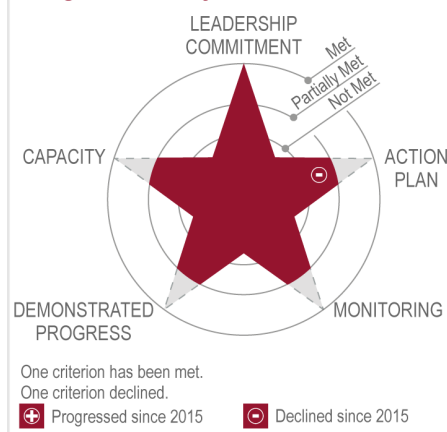 LEADERSHIP
COMMITMENT
Met
Partially Met
Not Met
CAPACITY
ACTION
PLAN
DEMONSTRATED
PROGRESS
MONITORING
One criterion has been met.
One criterion declined.
Progressed since 2015
Declined since 2015